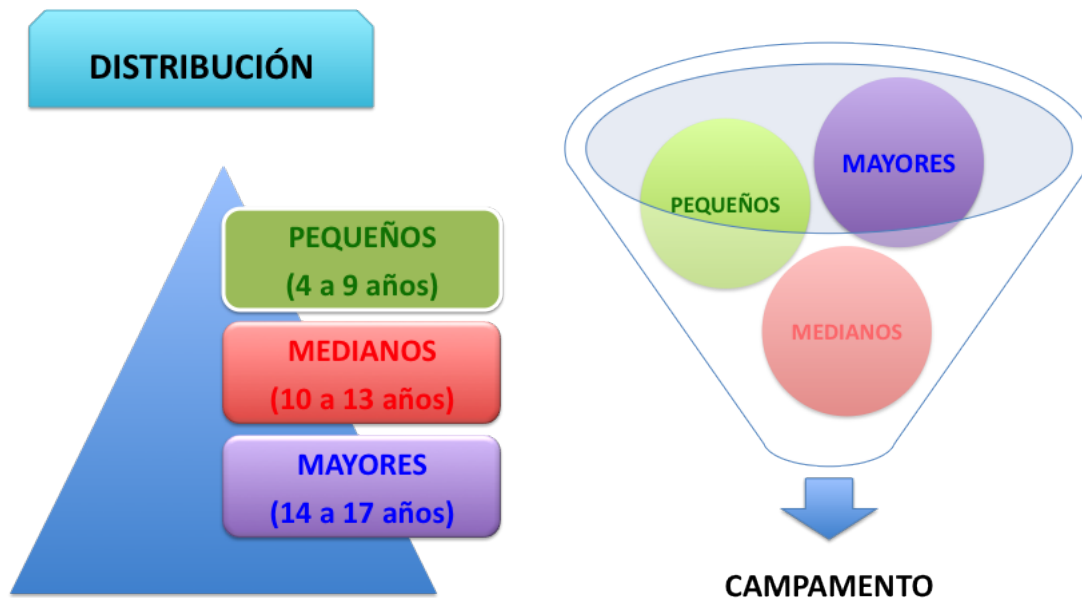 DISTRIBUCIÓN
PEQUEÑOS
(4 a 9 años)
MEDIANOS
(10 a 13 años)
MAYORES
(14 a 17 años)
MAYORES
PEQUEÑOS
MEDIANOS
CAMPAMENTO